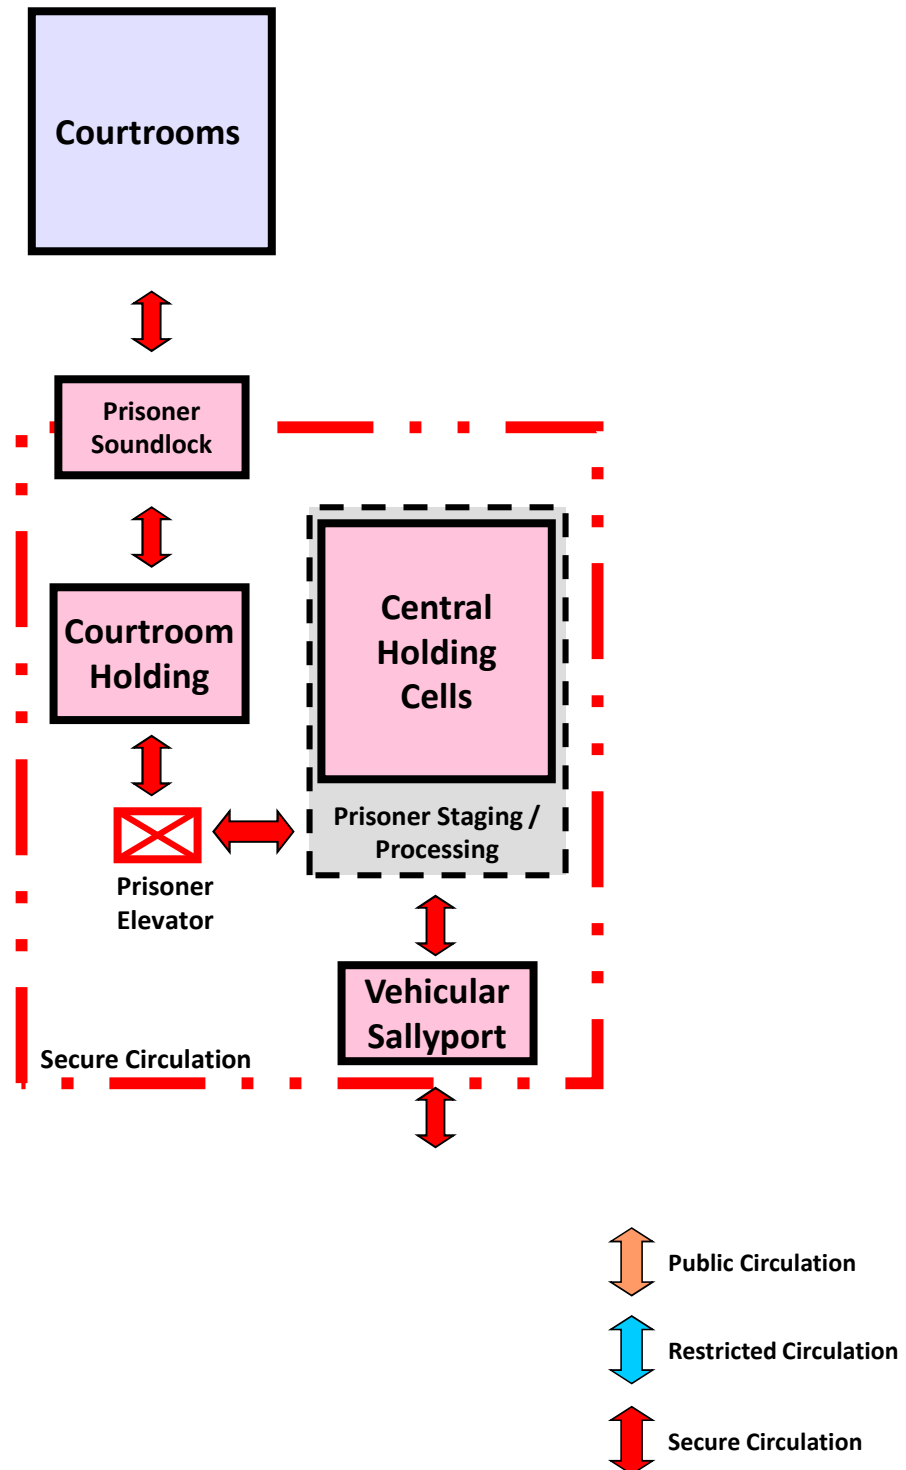 Courtrooms
Prisoner
Soundlock
Courtroom
Holding
Central
Holding
Cells
Prisoner Staging /
Processing
Prisoner
Elevator
Vehicular
Sallyport
Secure Circulation
Public Circulation
Restricted Circulation
Secure Circulation